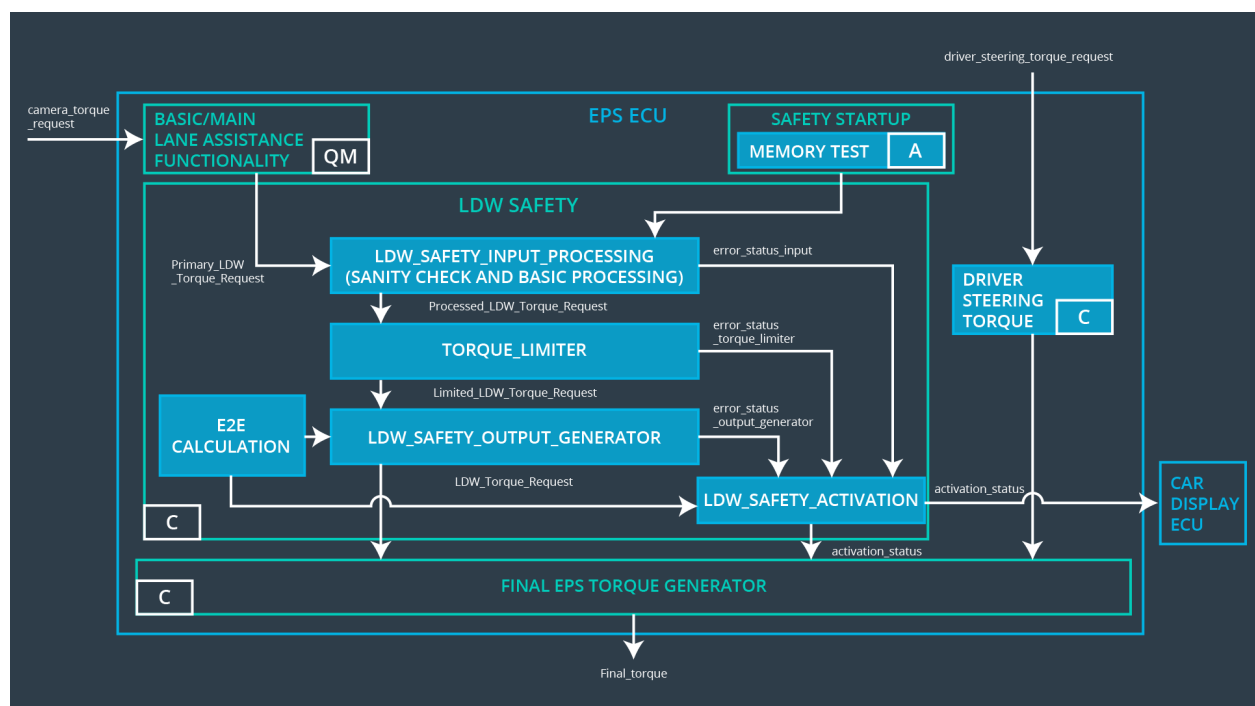 driver_steering_torque_request
camera_torque
_request
EPS ECU
BASIC/MAIN
LANE ASSISTANCE
FUNCTIONALITY
QM
SAFETY STARTUP
MEMORY TEST
A
LDW SAFETY
Primary_LDW
_Torque_Request
LDW_SAFETY_INPUT_PROCESSING
(SANITY CHECK AND BASIC PROCESSING)
error_status_input
Processed_LDW_Torque_Request
DRIVER
STEERING
TORQUE
C
TORQUE_LIMITER
error_status
_torque_limiter
Limited_LDW_Torque_Request
E2E
CALCULATION
LDW_SAFETY_OUTPUT_GENERATOR
error_status
_output_generator
LDW_Torque_Request
LDW_SAFETY_ACTIVATION
activation_status
CAR
DISPLAY
ECU
C
activation_status
C
FINAL EPS TORQUE GENERATOR
Final_torque